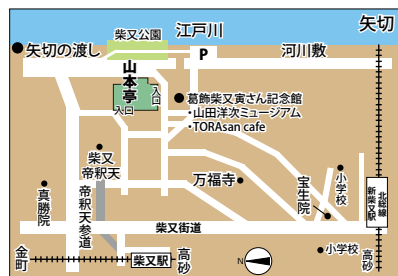 江戸川
矢切
柴又公園
P
河川敷
矢切の渡し
山本亭
入口
入口
葛飾柴又寅さん記念館
・山田洋次ミュージアム
・TORAsan cafe
柴又
帝釈天
万福寺
小学校
宝生院
北総線
新柴又駅
真勝院
帝釈天参道
柴又街道
小学校
金町
柴又駅
高砂
N
高砂